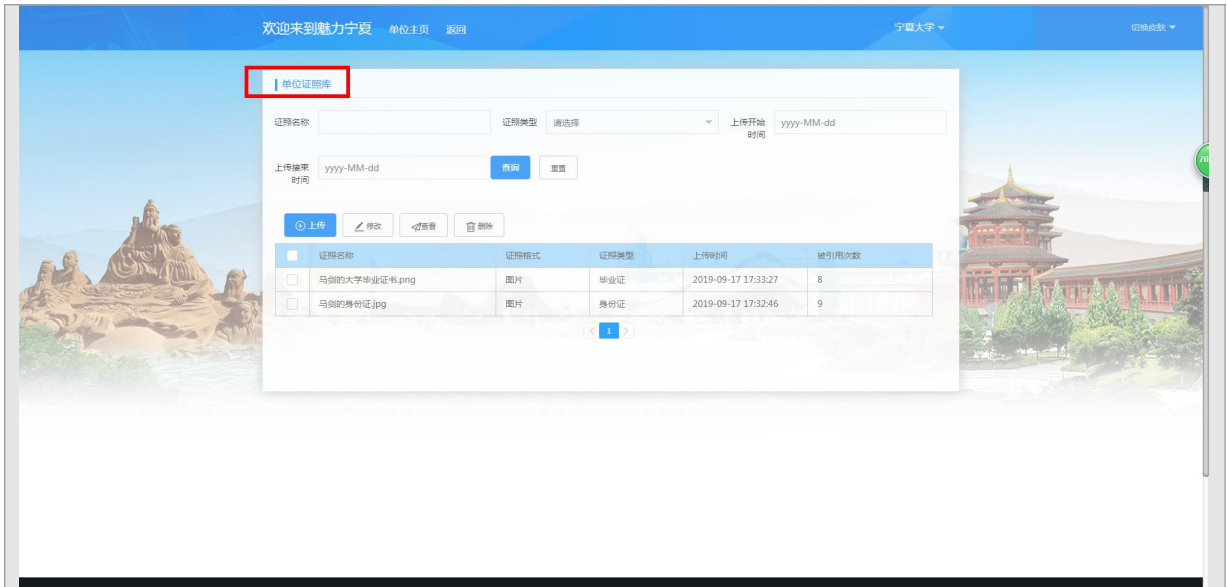 欢迎来到魅力宁夏 单位主页 返回 宁夏大学 切换皮肤
单位证照库
证照名称 证照类型 请选择 上传开始时间 yyyy-MM-dd
上传接束时间 yyyy-MM-dd 查询 重置
70
上传 修改 查看 删除
证照名称 证照格式 证照类型 上传时间 被引用次数
马剑的大学毕业证书.png 图片 毕业证 2019-09-17 17:33:27 8
马剑的身份证.jpg 图片 身份证 2019-09-17 17:32:46 9
< 1 >